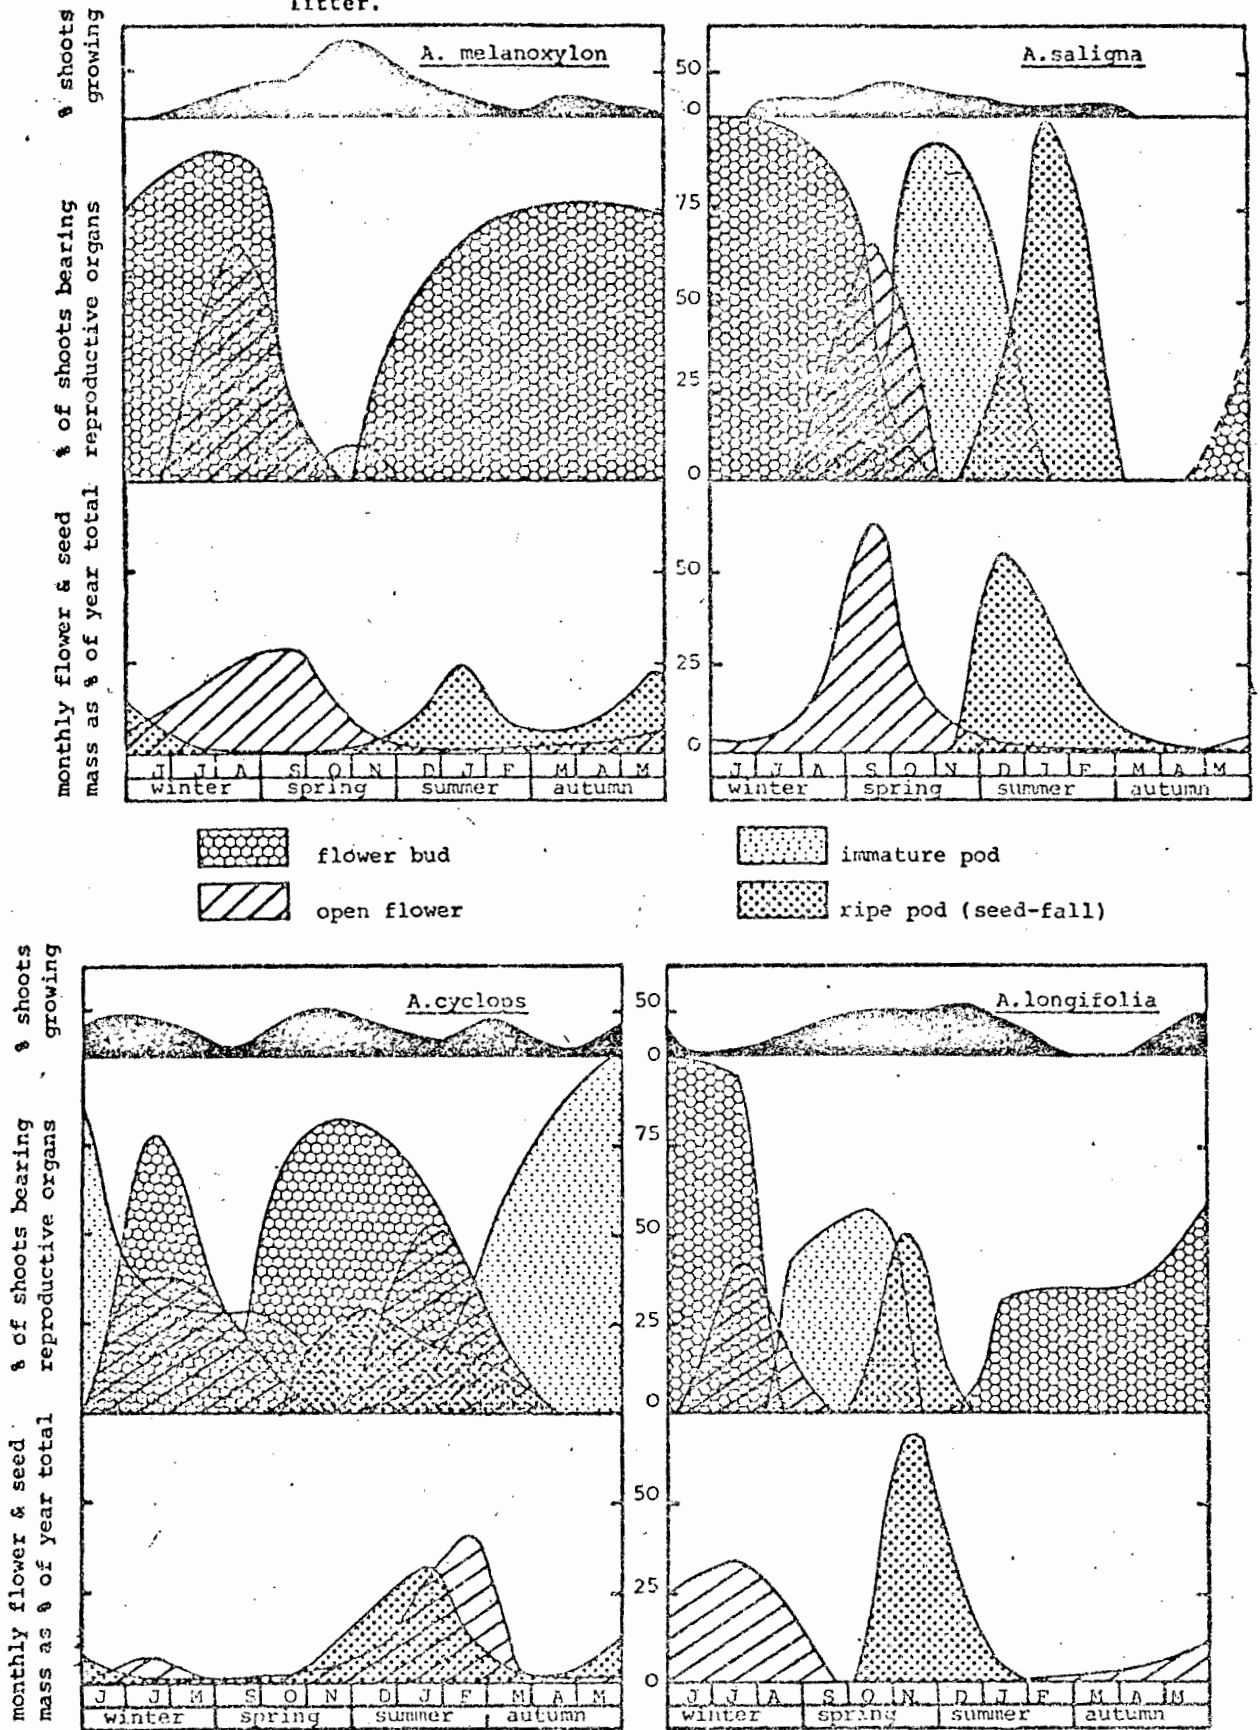 litter.
% shoots
growing
% of shoots bearing
reproductive organs
monthly flower & seed
mass as % of year total
A. melanoxylon
A.saligna
50
0
75
50
25
0
50
25
0
J J A S O N D J F M A M
winter spring summer autumn
J J A S O N D J F M A M
winter spring summer autumn
flower bud
open flower
immature pod
ripe pod (seed-fall)
% shoots
growing
% of shoots bearing
reproductive organs
monthly flower & seed
mass as % of year total
A.cyclops
A.longifolia
50
0
75
50
25
0
50
25
0
J J M S O N D J F M A M
winter spring summer autumn
J J A S O N D J F M A M
winter spring summer autumn